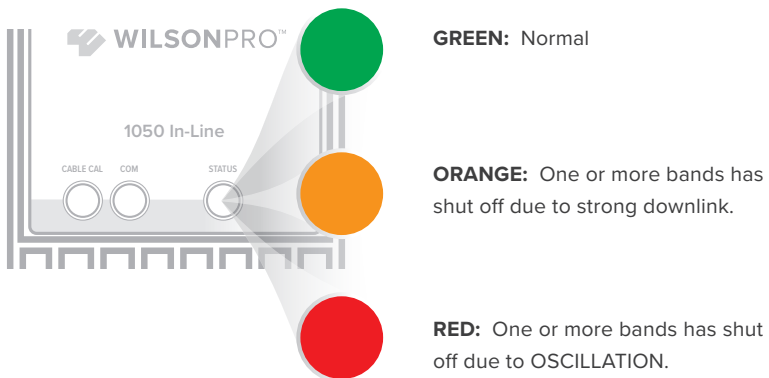 WILSONPRO™
1050 In-Line
CABLE CAL COM STATUS
GREEN: Normal
ORANGE: One or more bands has
shut off due to strong downlink.
RED: One or more bands has shut
off due to OSCILLATION.